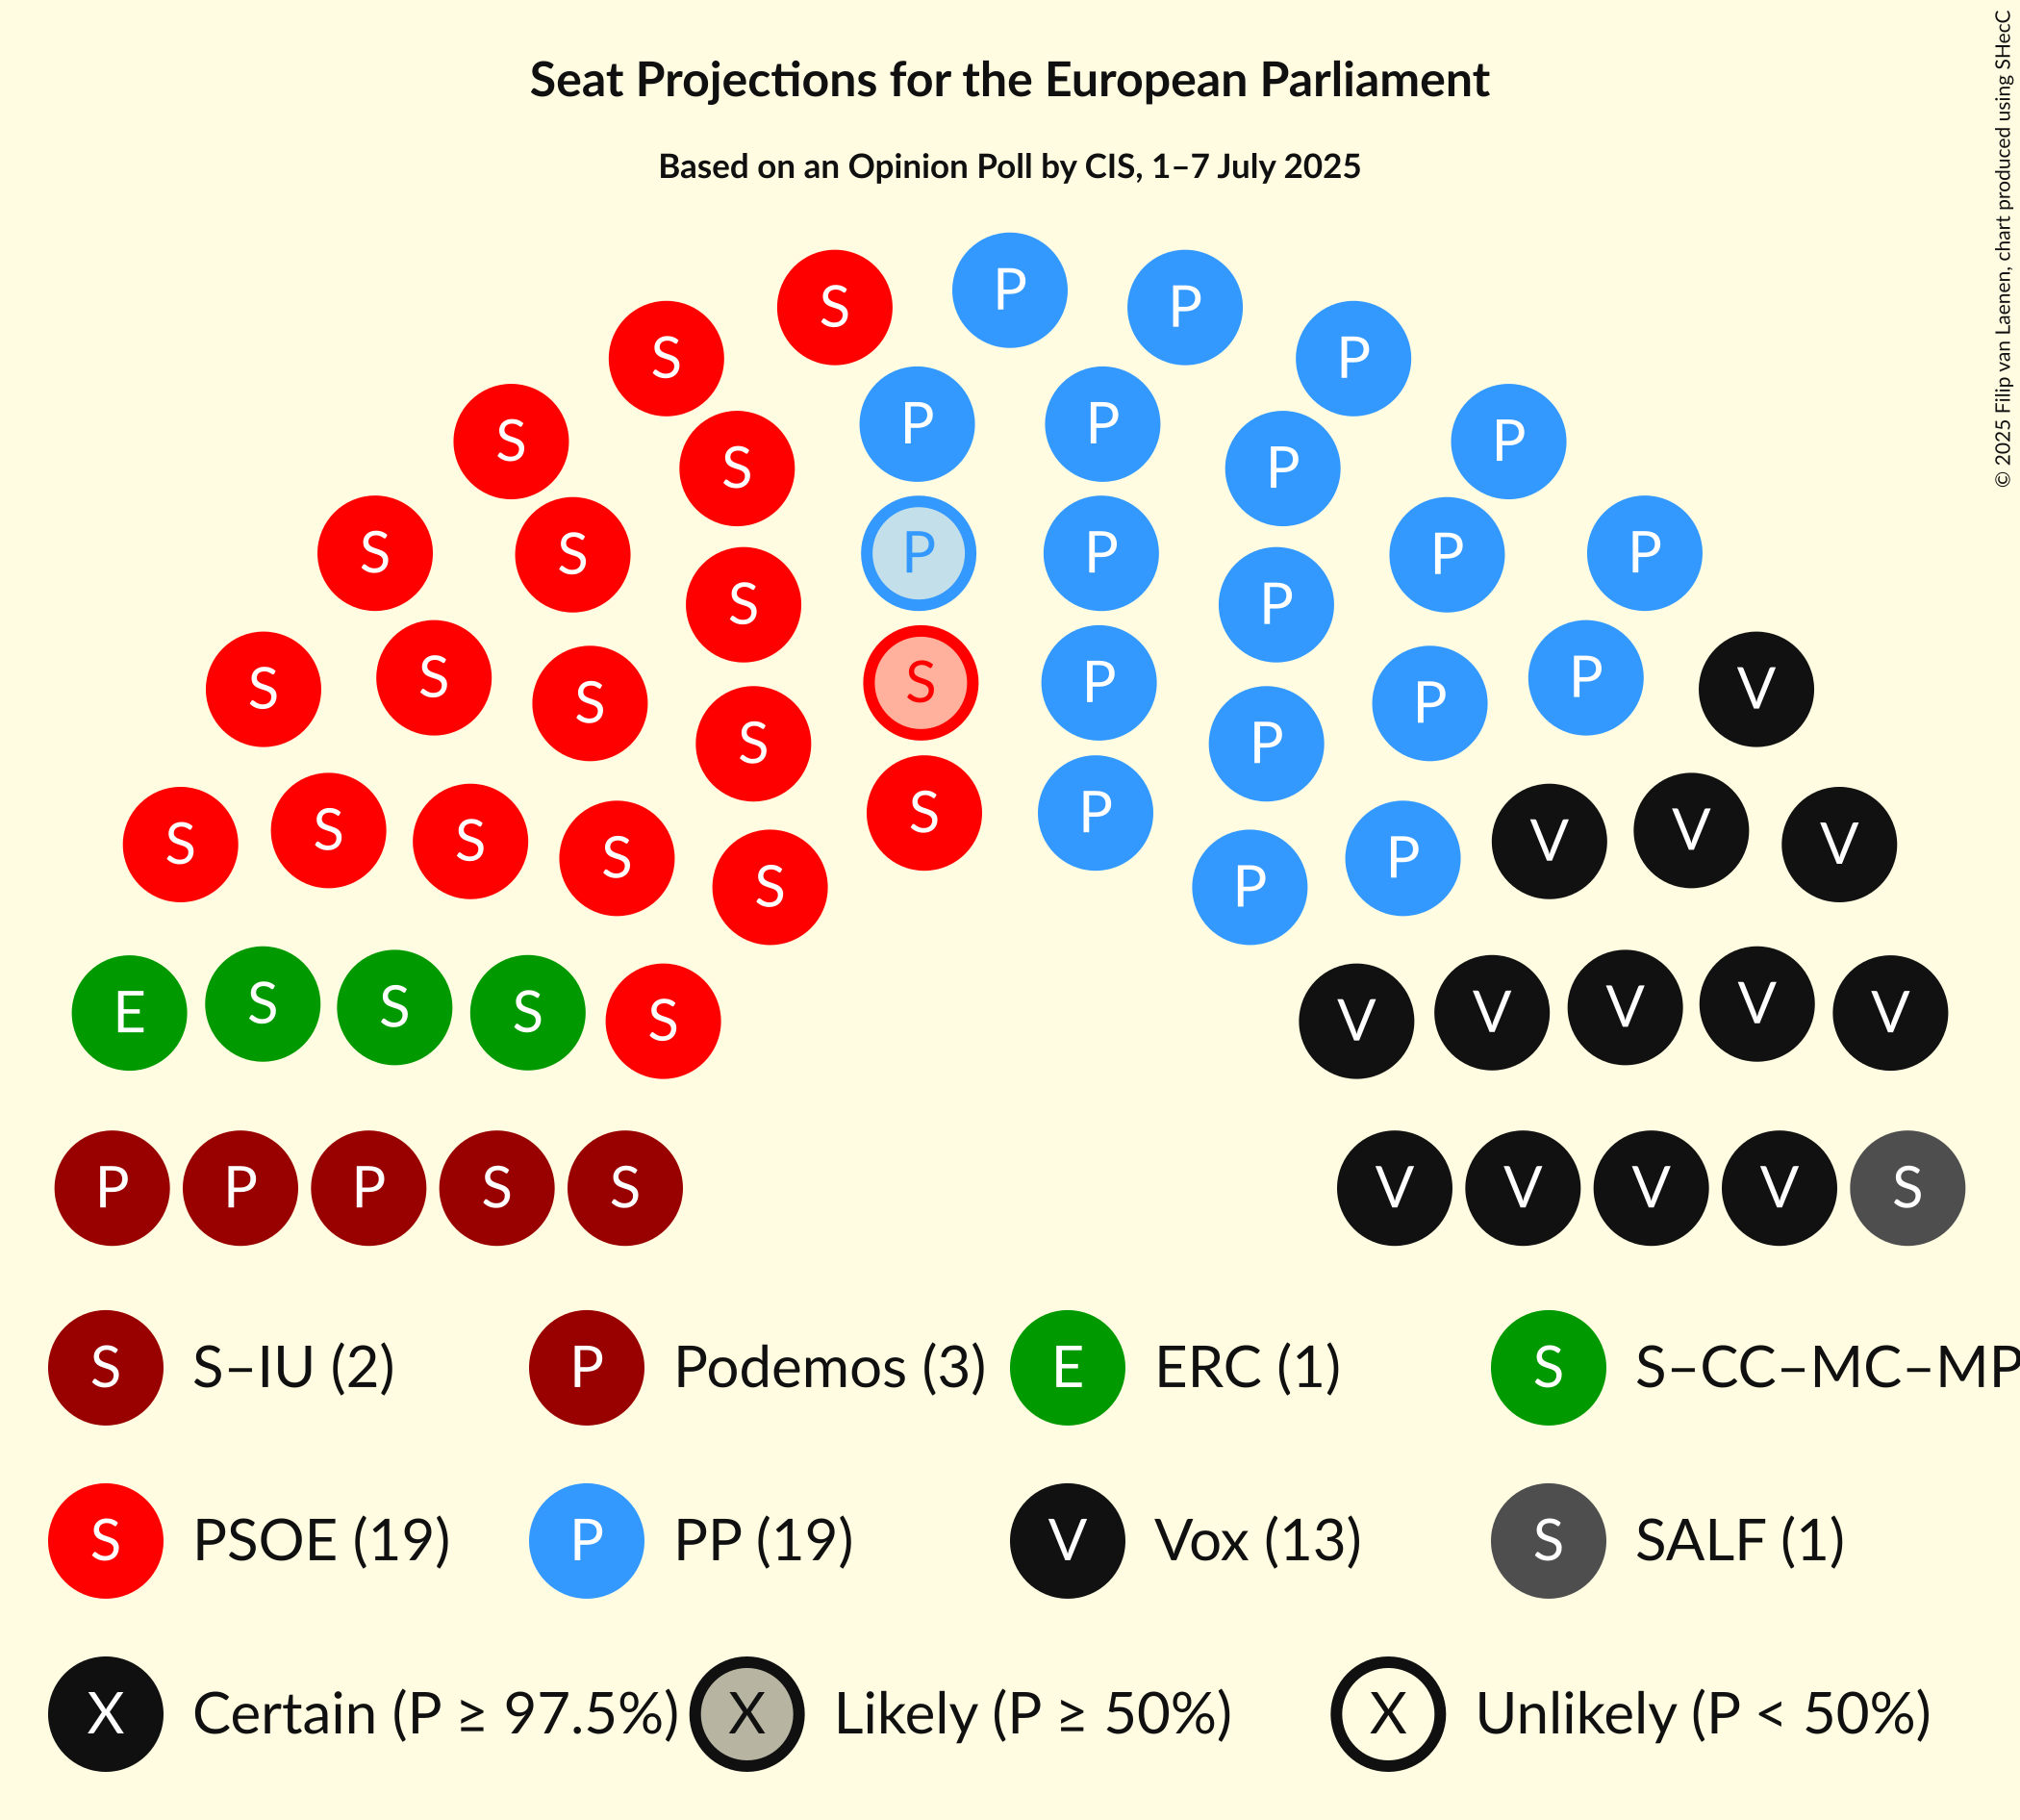 Seat Projections for the European Parliament
Based on an Opinion Poll by CIS, 1–7 July 2025
© 2025 Filip van Laenen, chart produced using SHecC
P
S P P
S P
S P P P
S S P
S P P P
S S P P
S S P
S P
S S P P V
S S P P
S P
S S S S V V V
S P
S P
E S S S S V V V V V
P P P S S V V V V S
S S–IU (2) P Podemos (3) E ERC (1) S S–CC–MC–MP
S PSOE (19) P PP (19) V Vox (13) S SALF (1)
X Certain (P ≥ 97.5%) X Likely (P ≥ 50%) X Unlikely (P < 50%)